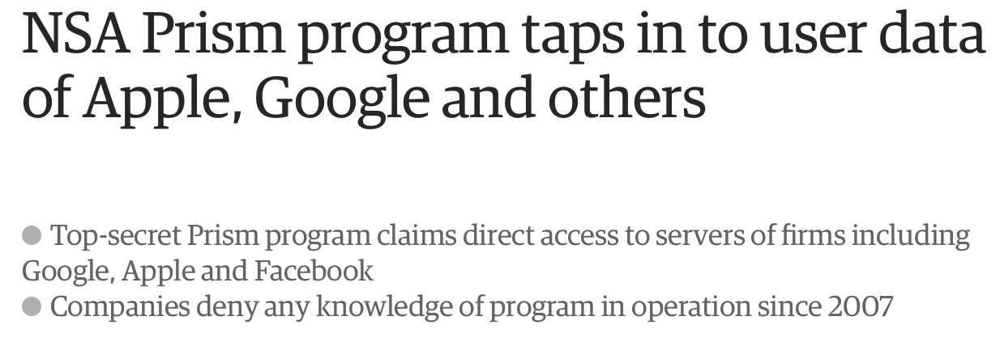 NSA Prism program taps in to user data
of Apple, Google and others
● Top-secret Prism program claims direct access to servers of firms including
Google, Apple and Facebook
● Companies deny any knowledge of program in operation since 2007